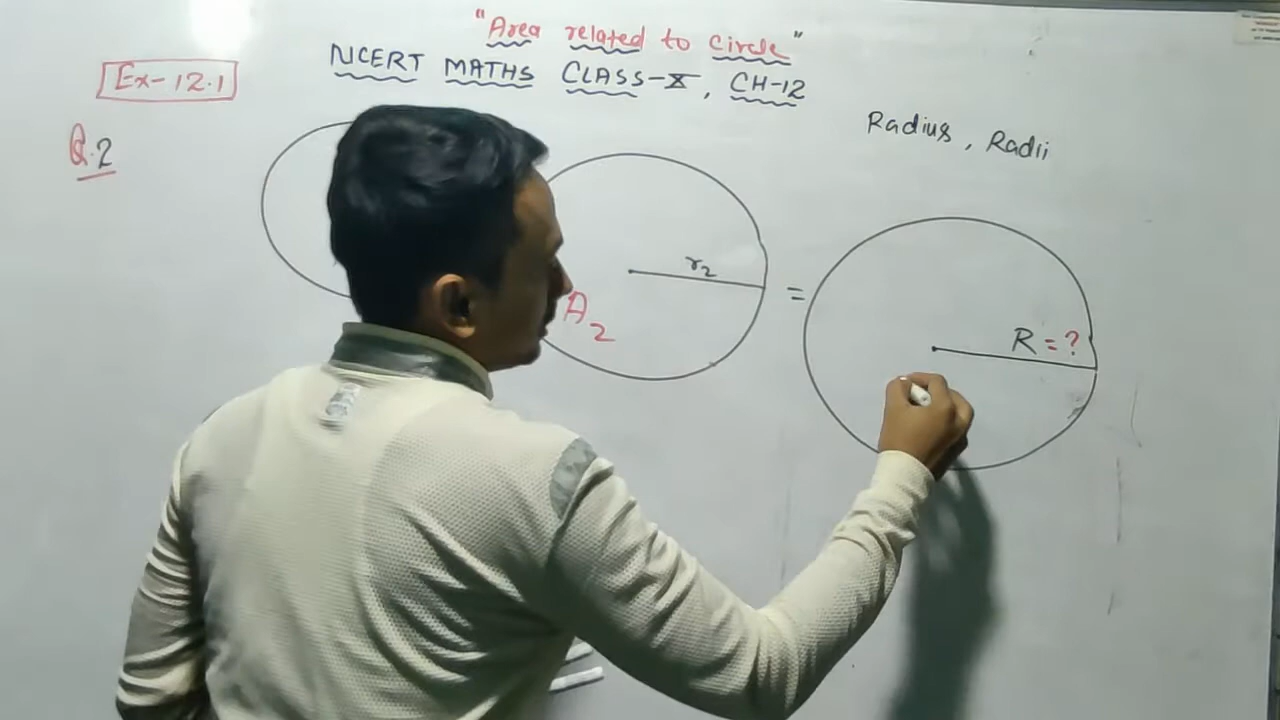 "Area related to Circle"
NCERT MATHS CLASS-X, CH-12
Ex-12.1
Q.2
Radius, Radii
r2
A2
=
R = ?